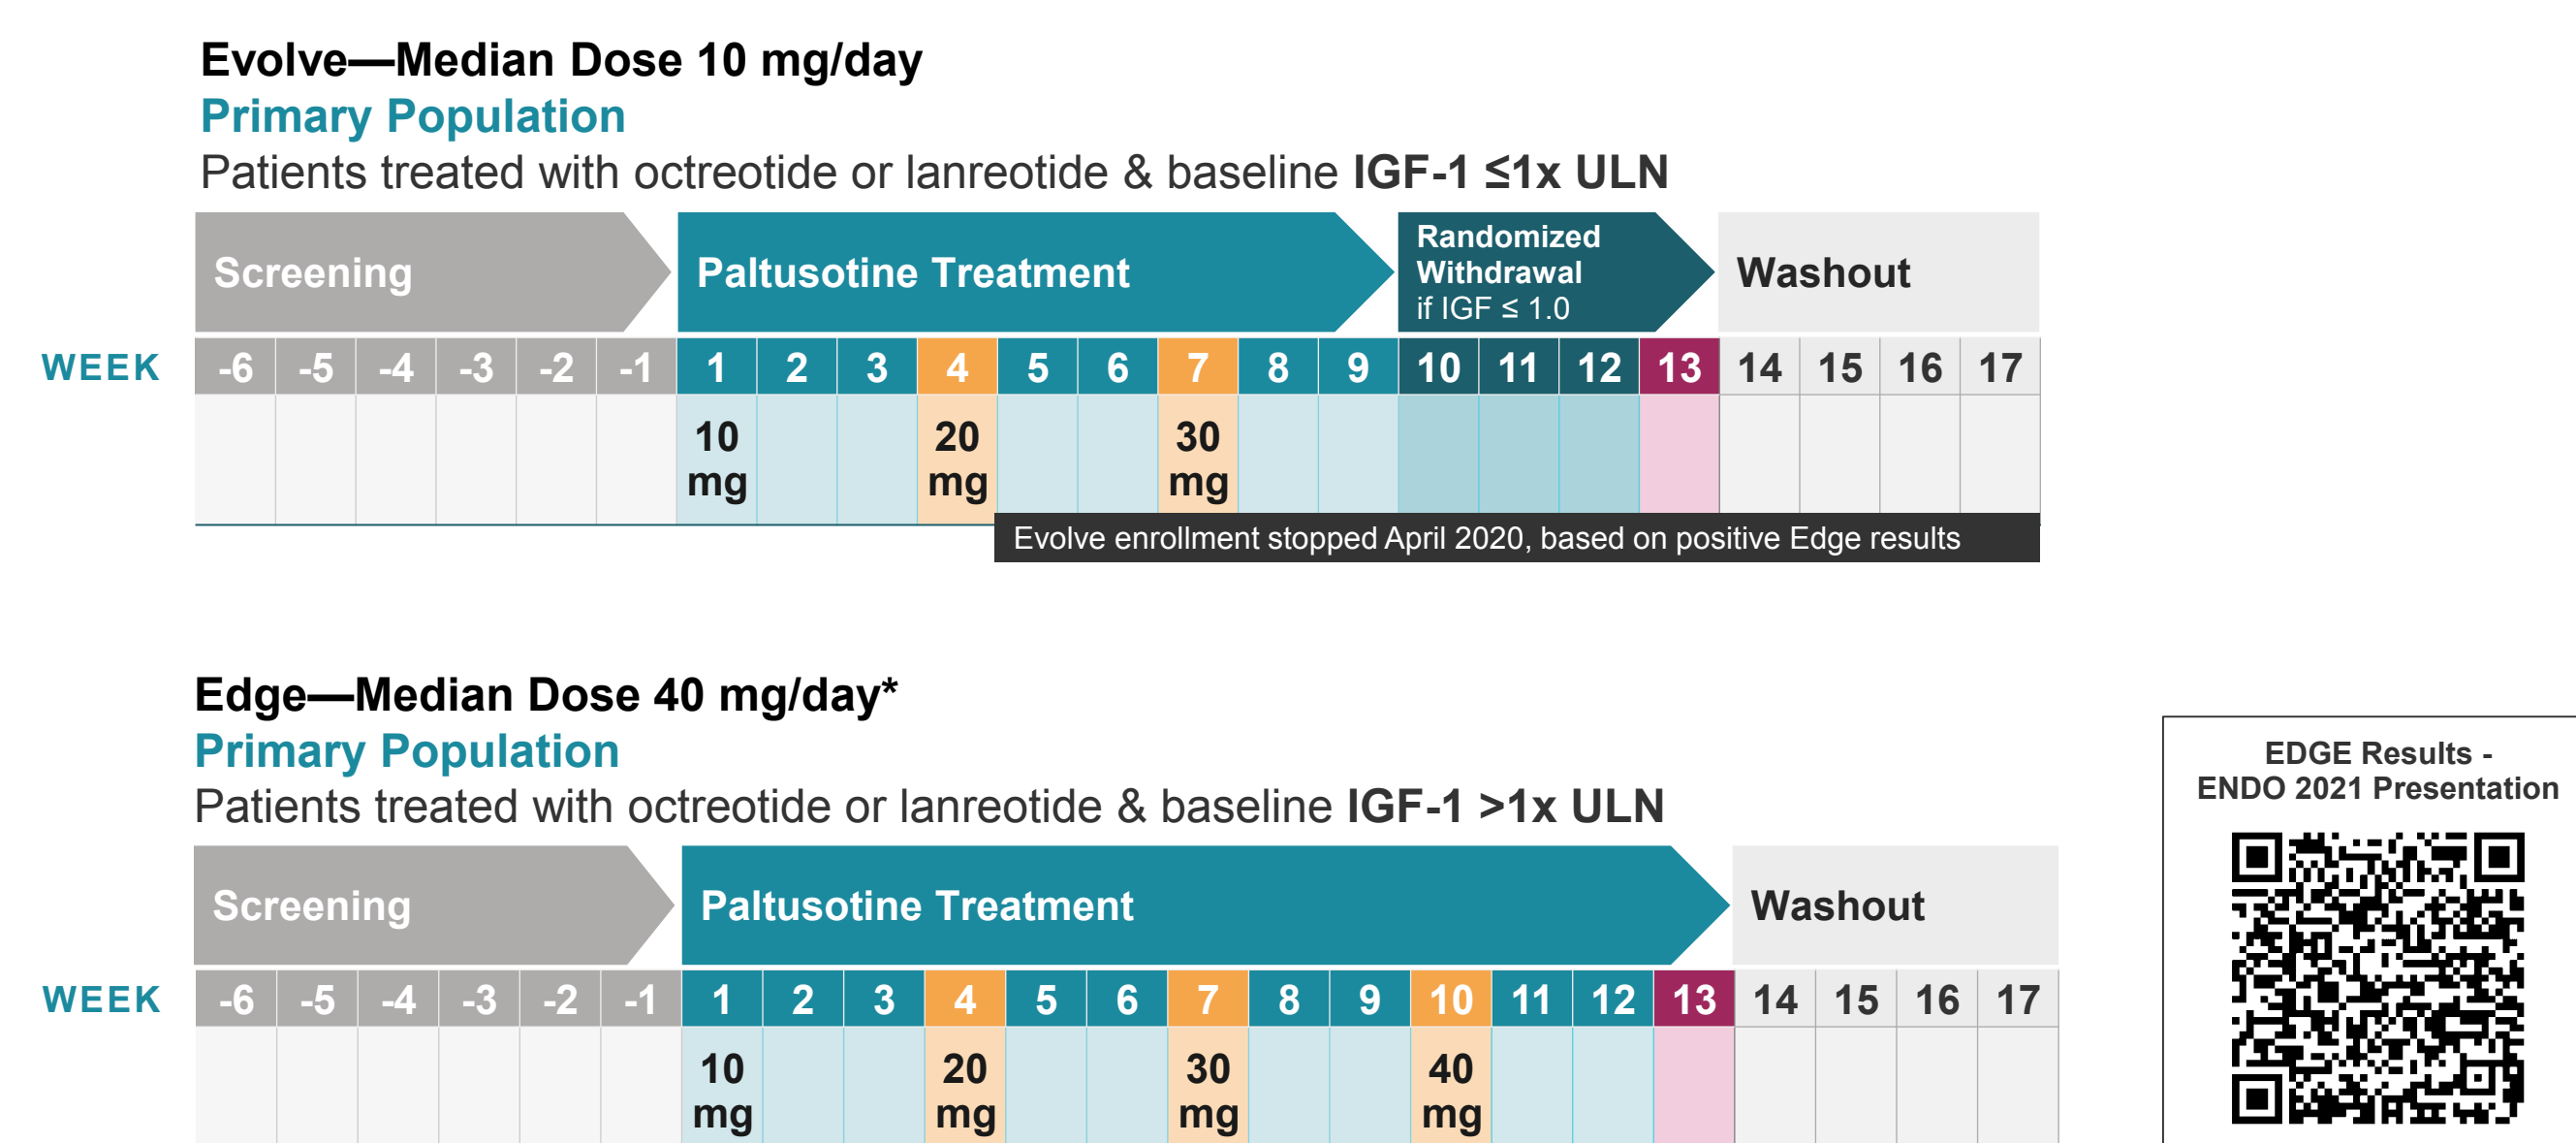 Evolve—Median Dose 10 mg/day
Primary Population
Patients treated with octreotide or lanreotide & baseline IGF-1 ≤1x ULN
Screening
Paltusotine Treatment
Randomized
Withdrawal
if IGF ≤ 1.0
Washout
WEEK -6 -5 -4 -3 -2 -1 1 2 3 4 5 6 7 8 9 10 11 12 13 14 15 16 17
10 mg
20 mg
30 mg
Evolve enrollment stopped April 2020, based on positive Edge results
Edge—Median Dose 40 mg/day*
Primary Population
Patients treated with octreotide or lanreotide & baseline IGF-1 >1x ULN
Screening
Paltusotine Treatment
Washout
WEEK -6 -5 -4 -3 -2 -1 1 2 3 4 5 6 7 8 9 10 11 12 13 14 15 16 17
10 mg
20 mg
30 mg
40 mg
EDGE Results -
ENDO 2021 Presentation